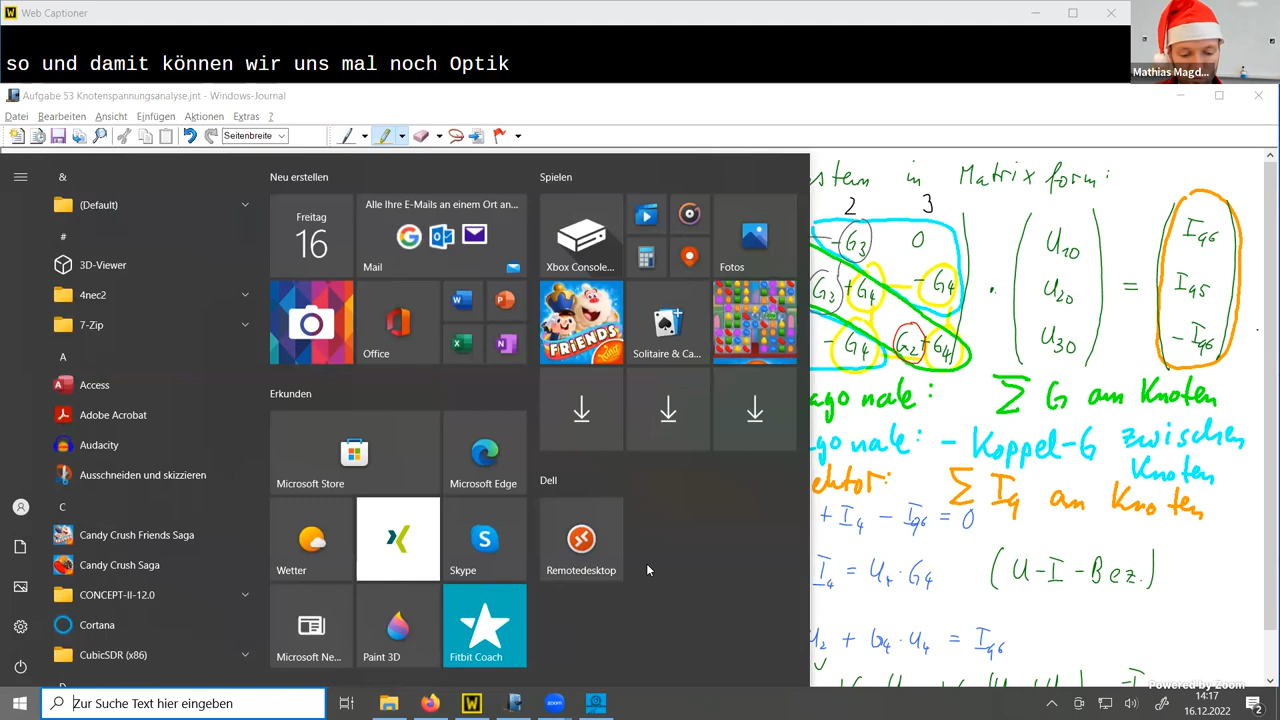 Web Captioner
so und damit können wir uns mal noch Optik
Mathias Magd...
Aufgabe 53 Knotenspannungsanalyse.jnt - Windows-Journal
Datei Bearbeiten Ansicht Einfügen Aktionen Extras ?
Seitenbreite
&
(Default)
#
3D-Viewer
4nec2
7-Zip
A
Access
Adobe Acrobat
Audacity
Ausschneiden und skizzieren
C
Candy Crush Friends Saga
Candy Crush Saga
CONCEPT-II-12.0
Cortana
CubicSDR (x86)
Neu erstellen
Freitag
16
Alle Ihre E-Mails an einem Ort an...
Mail
Office
Erkunden
Microsoft Store
Microsoft Edge
Wetter
Skype
Microsoft Ne...
Paint 3D
Fitbit Coach
Spielen
Xbox Console...
Fotos
FRIENDS
Solitaire & Ca...
Dell
Remotedesktop
stem in Matrixform:
2 3
-G3 0 U10 Iq6
G3 +G4 -G4 · U20 = Iq5
-G4 G2+G4 U30 -Iq6
agonale: ∑ G am Knoten
agonale: - Koppel-G zwischen
Knoten
ektor: ∑ Iq am Knoten
+ I4 - Iq6 = 0
I4 = U4 · G4 (U-I-Bez.)
U2 + G4 · U4 = Iq6
Powered by Zoom
Zur Suche Text hier eingeben
zoom
14:17
16.12.2022
2